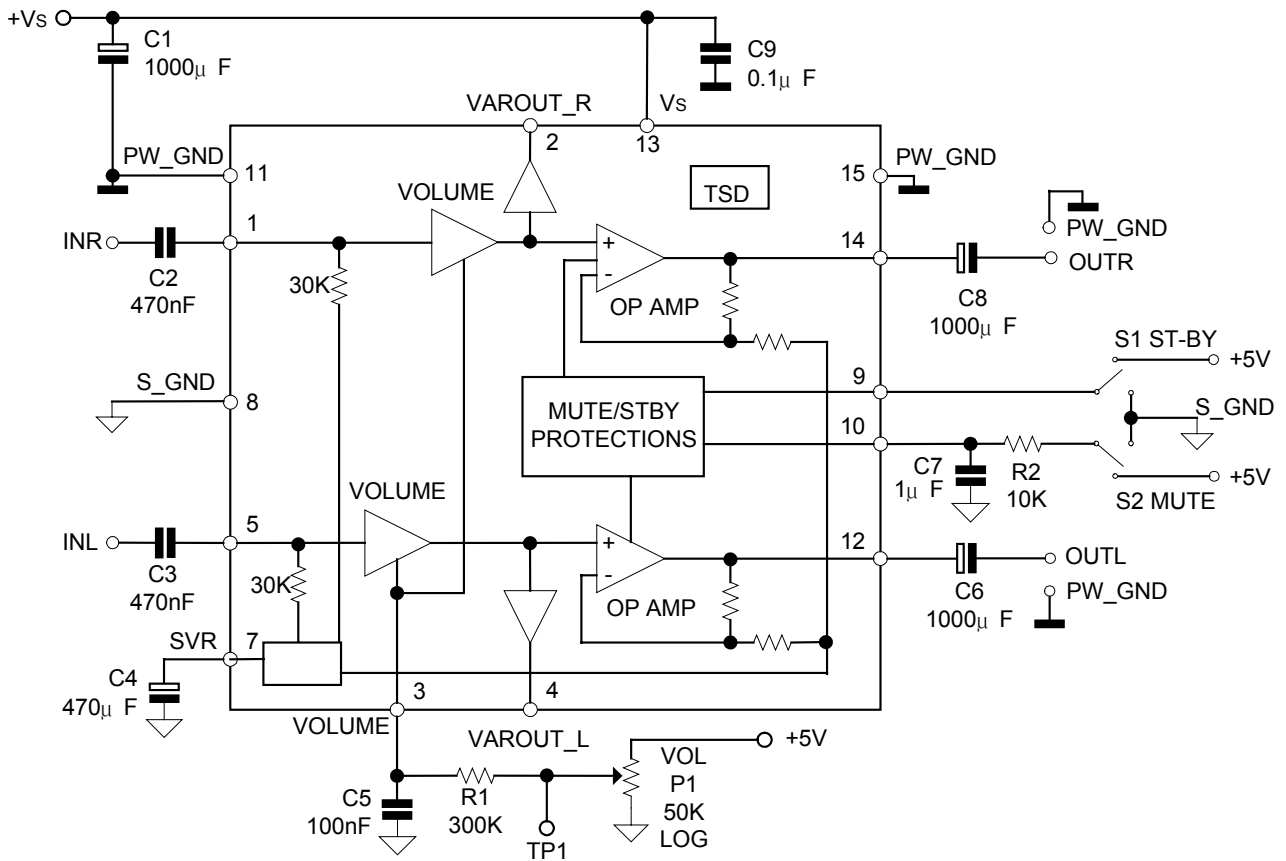 +Vs
C1
1000μ F
C9
0.1μ F
VAROUT_R
Vs
2
13
PW_GND
11
PW_GND
15
TSD
VOLUME
PW_GND
INR
1
+
-
14
OUTR
C2
470nF
30K
OP AMP
C8
1000μ F
S1 ST-BY
+5V
S_GND
8
9
S_GND
MUTE/STBY
PROTECTIONS
10
C7
1μ F
R2
10K
+5V
S2 MUTE
VOLUME
INL
5
+
-
12
OUTL
C3
470nF
30K
OP AMP
C6
1000μ F
PW_GND
SVR
7
C4
470μ F
3
4
VOLUME
VAROUT_L
+5V
VOL
P1
50K
LOG
C5
100nF
R1
300K
TP1